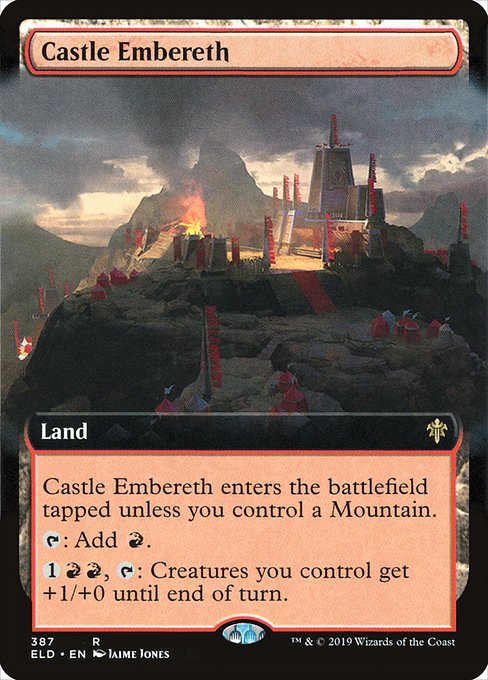 Castle Embereth
Land
Castle Embereth enters the battlefield
tapped unless you control a Mountain.
: Add .
1, : Creatures you control get
+1/+0 until end of turn.
387 R
ELD • EN Jaime Jones
™ & © 2019 Wizards of the Coast